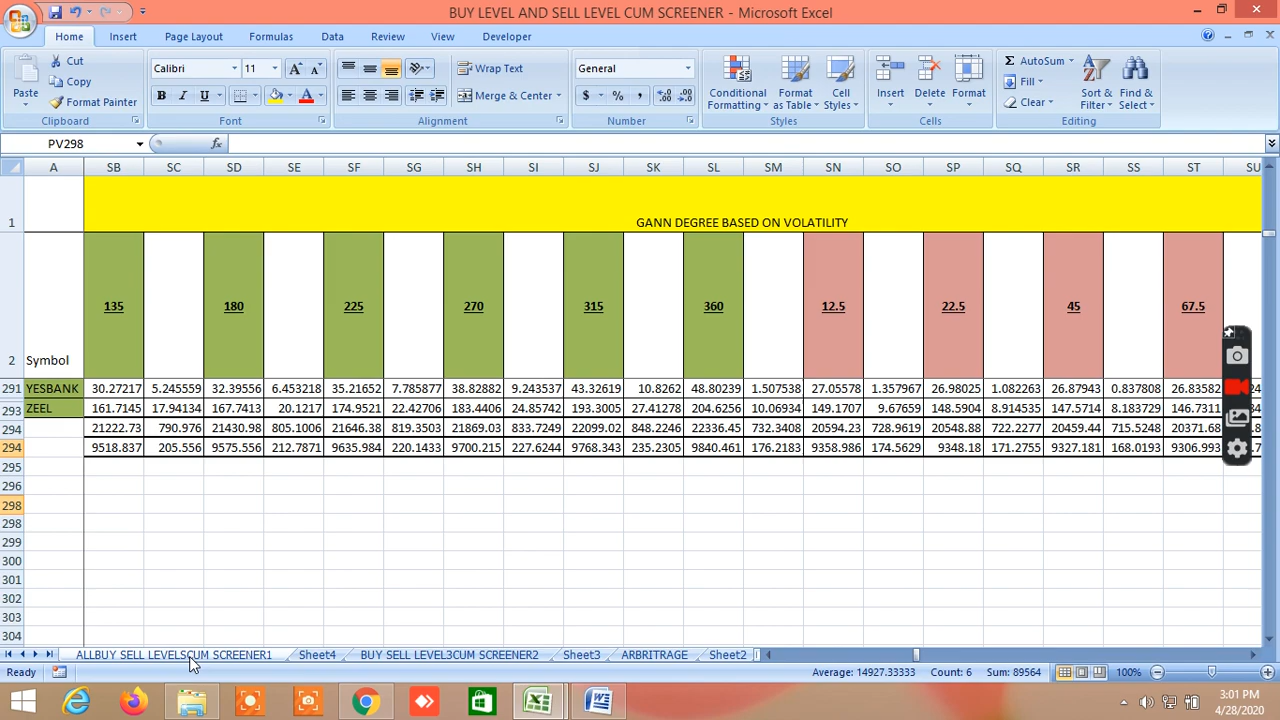 BUY LEVEL AND SELL LEVEL CUM SCREENER - Microsoft Excel
Home Insert Page Layout Formulas Data Review View Developer
Paste Cut Copy Format Painter Clipboard
Calibri 11 A A B I U A Font
Wrap Text Merge & Center Alignment
General $ % , .0 .00 .00 .0 Number
Conditional Formatting Format as Table Cell Styles Styles
Insert Delete Format Cells
Σ AutoSum Fill Clear Sort & Filter Find & Select Editing
PV298 fx
A SB SC SD SE SF SG SH SI SJ SK SL SM SN SO SP SQ SR SS ST SU
1 GANN DEGREE BASED ON VOLATILITY
135 180 225 270 315 360 12.5 22.5 45 67.5
2 Symbol
291 YESBANK 30.27217 5.245559 32.39556 6.453218 35.21652 7.785877 38.82882 9.243537 43.32619 10.8262 48.80239 1.507538 27.05578 1.357967 26.98025 1.082263 26.87943 0.837808 26.83582
293 ZEEL 161.7145 17.94134 167.7413 20.1217 174.9521 22.42706 183.4406 24.85742 193.3005 27.41278 204.6256 10.06934 149.1707 9.67659 148.5904 8.914535 147.5714 8.183729 146.7311
294 21222.73 790.976 21430.98 805.1006 21646.38 819.3503 21869.03 833.7249 22099.02 848.2246 22336.45 732.3408 20594.23 728.9619 20548.88 722.2277 20459.44 715.5248 20371.68
294 9518.837 205.556 9575.556 212.7871 9635.984 220.1433 9700.215 227.6244 9768.343 235.2305 9840.461 176.2183 9358.986 174.5629 9348.18 171.2755 9327.181 168.0193 9306.993
295
296
298
298
299
300
301
302
303
304
ALLBUY SELL LEVELSCUM SCREENER1 Sheet4 BUY SELL LEVEL3CUM SCREENER2 Sheet3 ARBRITRAGE Sheet2
Ready Average: 14927.33333 Count: 6 Sum: 89564 100%
3:01 PM
4/28/2020